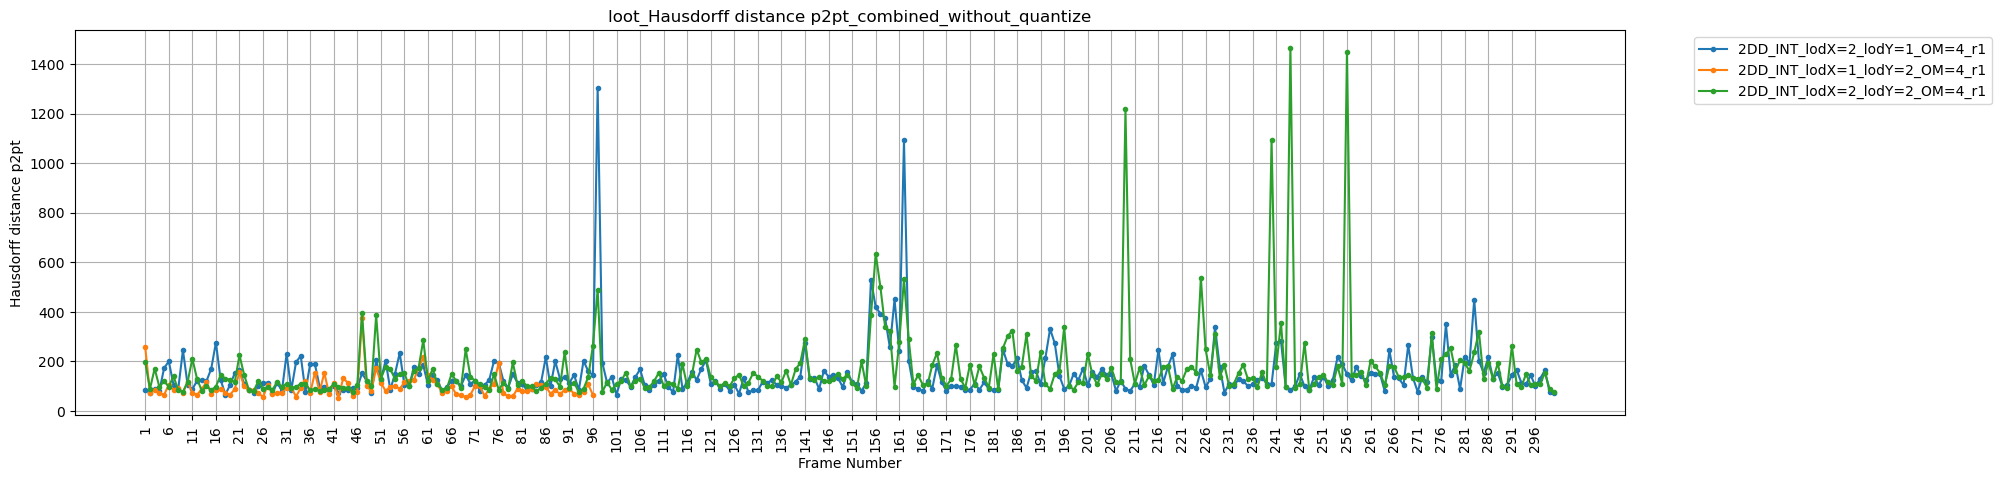 loot_Hausdorff distance p2pt_combined_without_quantize
2DD_INT_lodX=2_lodY=1_OM=4_r1
2DD_INT_lodX=1_lodY=2_OM=4_r1
2DD_INT_lodX=2_lodY=2_OM=4_r1
Hausdorff distance p2pt
1400
1200
1000
800
600
400
200
0
1 6 11 16 21 26 31 36 41 46 51 56 61 66 71 76 81 86 91 96 101 106 111 116 121 126 131 136 141 146 151 156 161 166 171 176 181 186 191 196 201 206 211 216 221 226 231 236 241 246 251 256 261 266 271 276 281 286 291 296
Frame Number